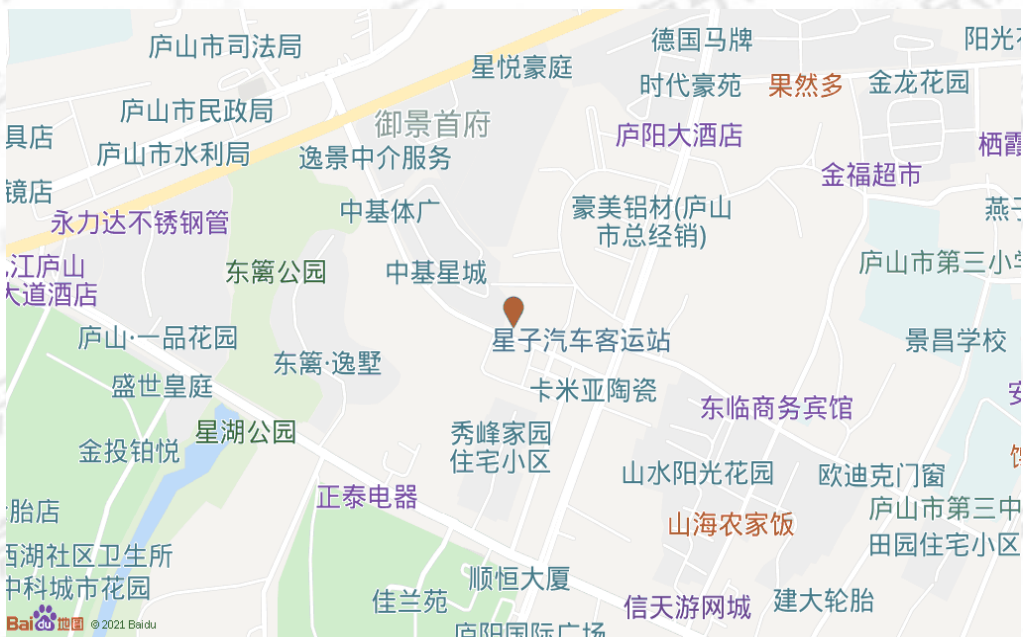 庐山市司法局
德国马牌
阳光
星悦豪庭
时代豪苑
果然多
金龙花园
庐山市民政局
御景首府
具店
庐阳大酒店
栖霞
庐山市水利局
逸景中介服务
金福超市
镜店
永力达不锈钢管
中基体广
豪美铝材(庐山
市总经销)
燕子
江庐山
大道酒店
东篱公园
中基星城
庐山市第三小学
庐山·一品花园
星子汽车客运站
景昌学校
东篱·逸墅
盛世皇庭
卡米亚陶瓷
东临商务宾馆
安
星湖公园
金投铂悦
秀峰家园
住宅小区
山水阳光花园
欧迪克门窗
正泰电器
胎店
山海农家饭
庐山市第三中
田园住宅小区
西湖社区卫生所
中科城市花园
顺恒大厦
佳兰苑
信天游网城
建大轮胎
庐阳国际广场
Bai du 地图 © 2021 Baidu